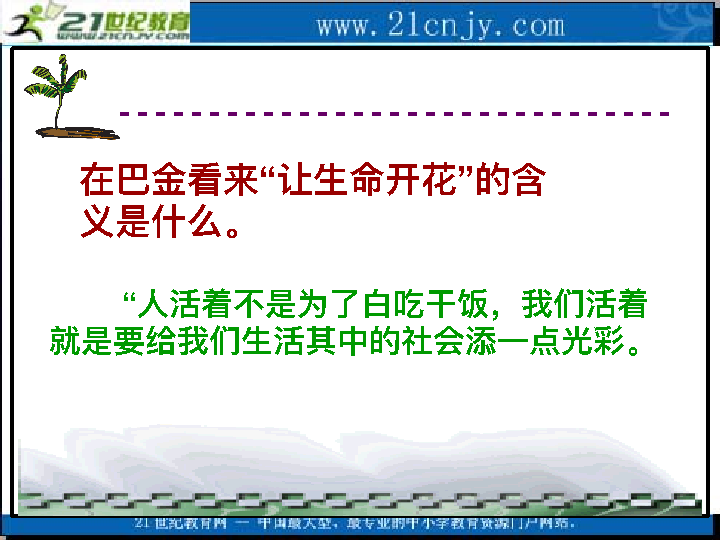 21世纪教育
WWW.21CNJY.COM
www.21cnjy.com
在巴金看来“让生命开花”的含
义是什么。
“人活着不是为了白吃干饭，我们活着
就是要给我们生活其中的社会添一点光彩。
21世纪教育网 -- 中国最大型、最专业的中小学教育资源门户网站.